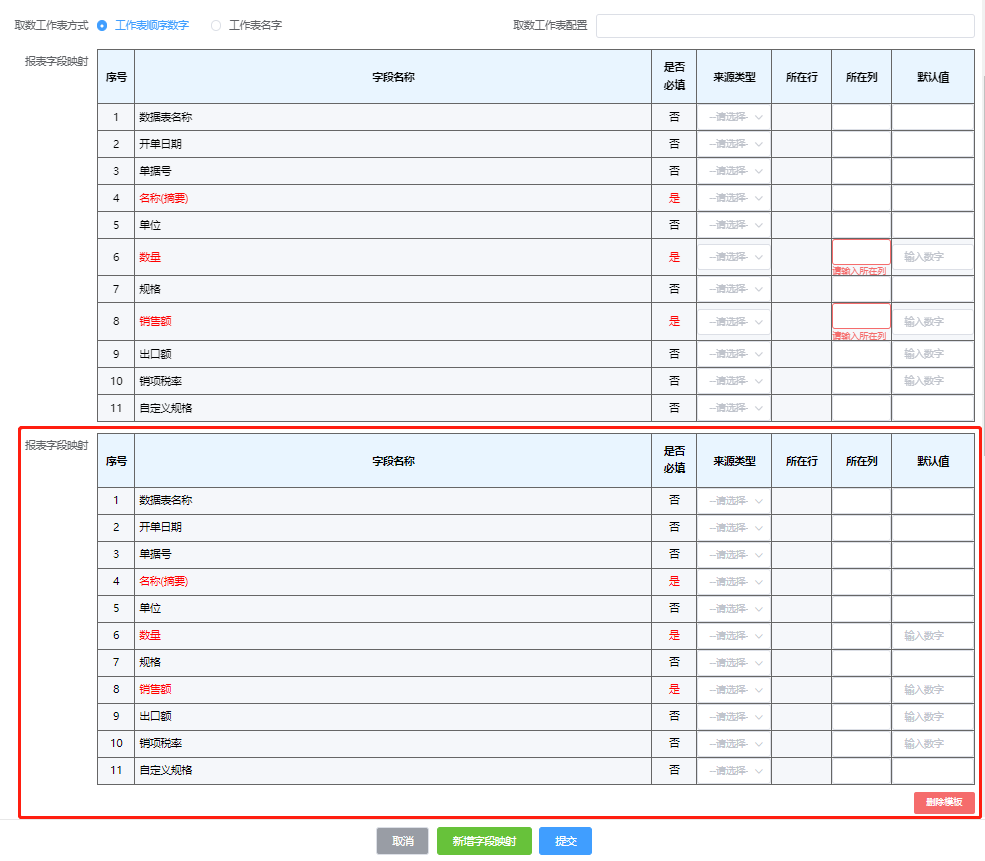 取数工作表方式 工作表顺序数字 工作表名字 取数工作表配置
报表字段映射
序号 字段名称 是否必填 来源类型 所在行 所在列 默认值
1 数据表名称 否 --请选择-
2 开单日期 否 --请选择-
3 单据号 否 --请选择-
4 名称(摘要) 是 --请选择-
5 单位 否 --请选择-
6 数量 是 --请选择- 请输入所在列 输入数字
7 规格 否 --请选择-
8 销售额 是 --请选择- 请输入所在列 输入数字
9 出口额 否 --请选择- 输入数字
10 销项税率 否 --请选择- 输入数字
11 自定义规格 否 --请选择-
报表字段映射
序号 字段名称 是否必填 来源类型 所在行 所在列 默认值
1 数据表名称 否 --请选择-
2 开单日期 否 --请选择-
3 单据号 否 --请选择-
4 名称(摘要) 是 --请选择-
5 单位 否 --请选择-
6 数量 是 --请选择- 输入数字
7 规格 否 --请选择-
8 销售额 是 --请选择- 输入数字
9 出口额 否 --请选择- 输入数字
10 销项税率 否 --请选择- 输入数字
11 自定义规格 否 --请选择-
删除模板
取消 新增字段映射 提交